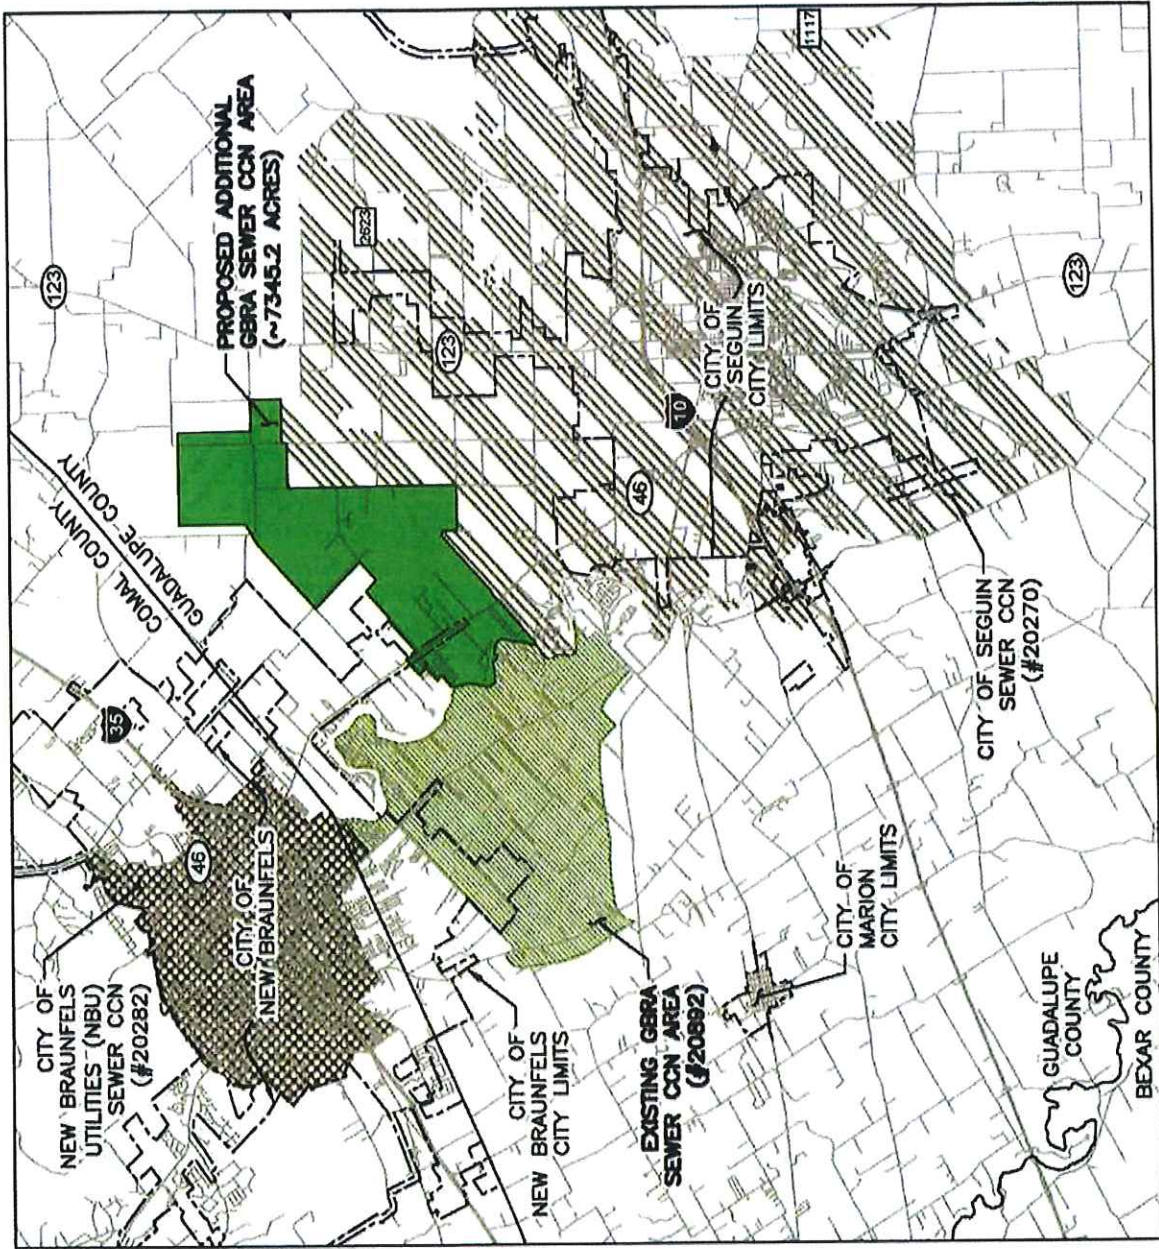 123
1117
PROPOSED ADDITIONAL
GBRA SEWER CCN AREA
(~7345.2 ACRES)
2623
COMAL COUNTY
GUADALUPE COUNTY
123
CITY OF
SEGUIN
CITY LIMITS
123
10
46
35
CITY OF SEGUIN
SEWER CCN
(#20270)
CITY OF
NEW BRAUNFELS
UTILITIES (NBU)
SEWER CCN
(#20282)
46
CITY OF
NEW BRAUNFELS
CITY OF
MARION
CITY LIMITS
CITY OF
NEW BRAUNFELS
CITY LIMITS
EXISTING GBRA
SEWER CCN AREA
(#20892)
GUADALUPE
COUNTY
BEXAR COUNTY